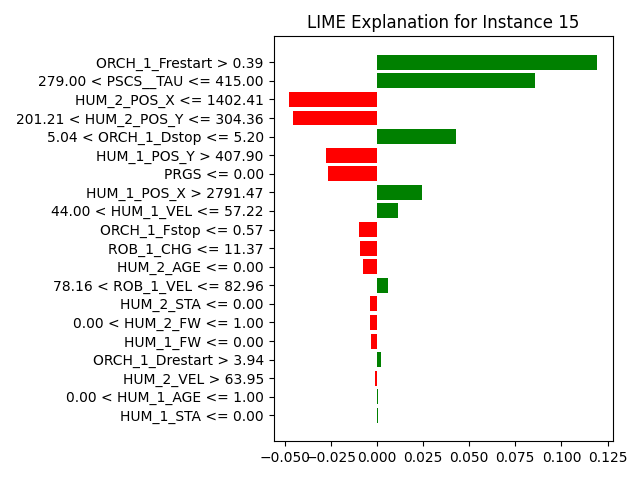 LIME Explanation for Instance 15
ORCH_1_Frestart > 0.39
279.00 < PSCS__TAU <= 415.00
HUM_2_POS_X <= 1402.41
201.21 < HUM_2_POS_Y <= 304.36
5.04 < ORCH_1_Dstop <= 5.20
HUM_1_POS_Y > 407.90
PRGS <= 0.00
HUM_1_POS_X > 2791.47
44.00 < HUM_1_VEL <= 57.22
ORCH_1_Fstop <= 0.57
ROB_1_CHG <= 11.37
HUM_2_AGE <= 0.00
78.16 < ROB_1_VEL <= 82.96
HUM_2_STA <= 0.00
0.00 < HUM_2_FW <= 1.00
HUM_1_FW <= 0.00
ORCH_1_Drestart > 3.94
HUM_2_VEL > 63.95
0.00 < HUM_1_AGE <= 1.00
HUM_1_STA <= 0.00
−0.050 −0.025 0.000 0.025 0.050 0.075 0.100 0.125